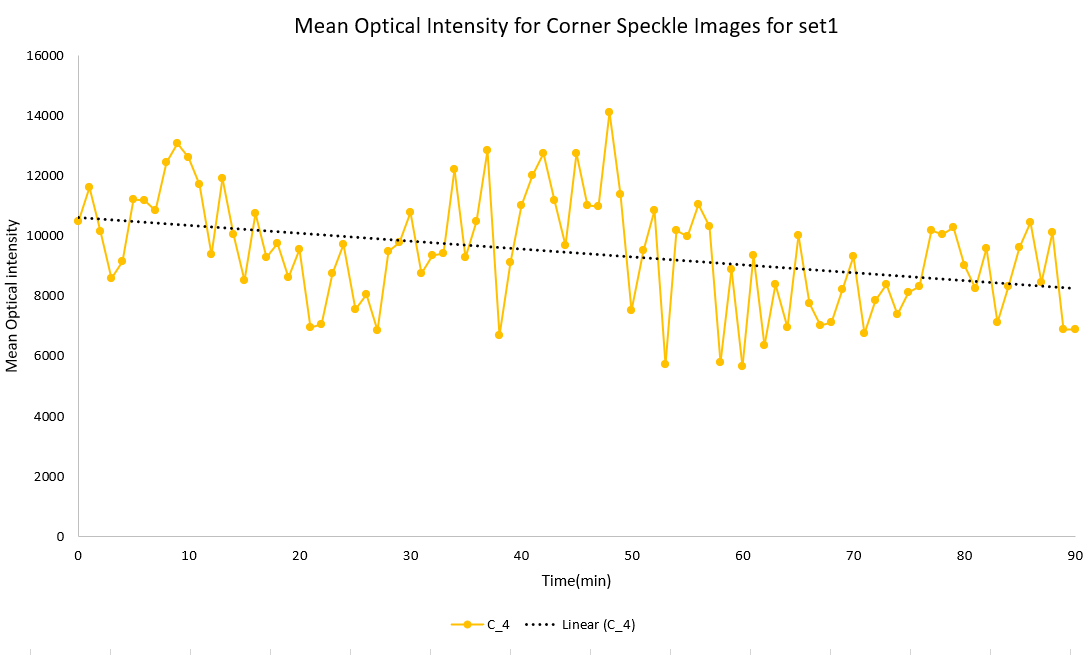 Mean Optical Intensity for Corner Speckle Images for set1
16000
14000
12000
10000
8000
6000
4000
2000
0
Mean Optical intensity
0 10 20 30 40 50 60 70 80 90
Time(min)
C_4 Linear (C_4)